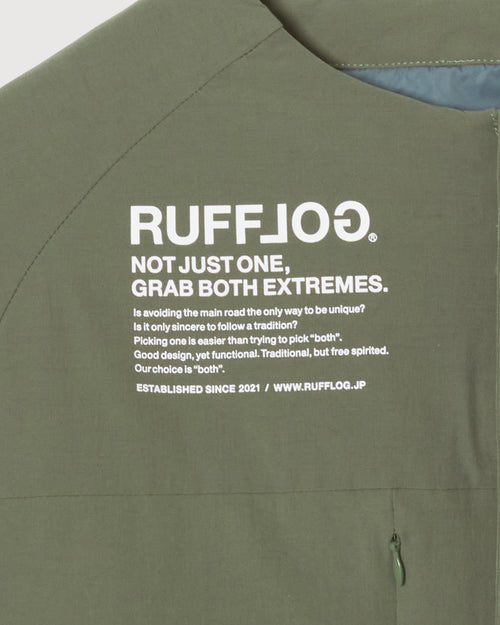 RUFFLOG®
NOT JUST ONE,
GRAB BOTH EXTREMES.
Is avoiding the main road the only way to be unique?
Is it only sincere to follow a tradition?
Picking one is easier than trying to pick “both”.
Good design, yet functional. Traditional, but free spirited.
Our choice is “both”.
ESTABLISHED SINCE 2021 / WWW.RUFFLOG.JP